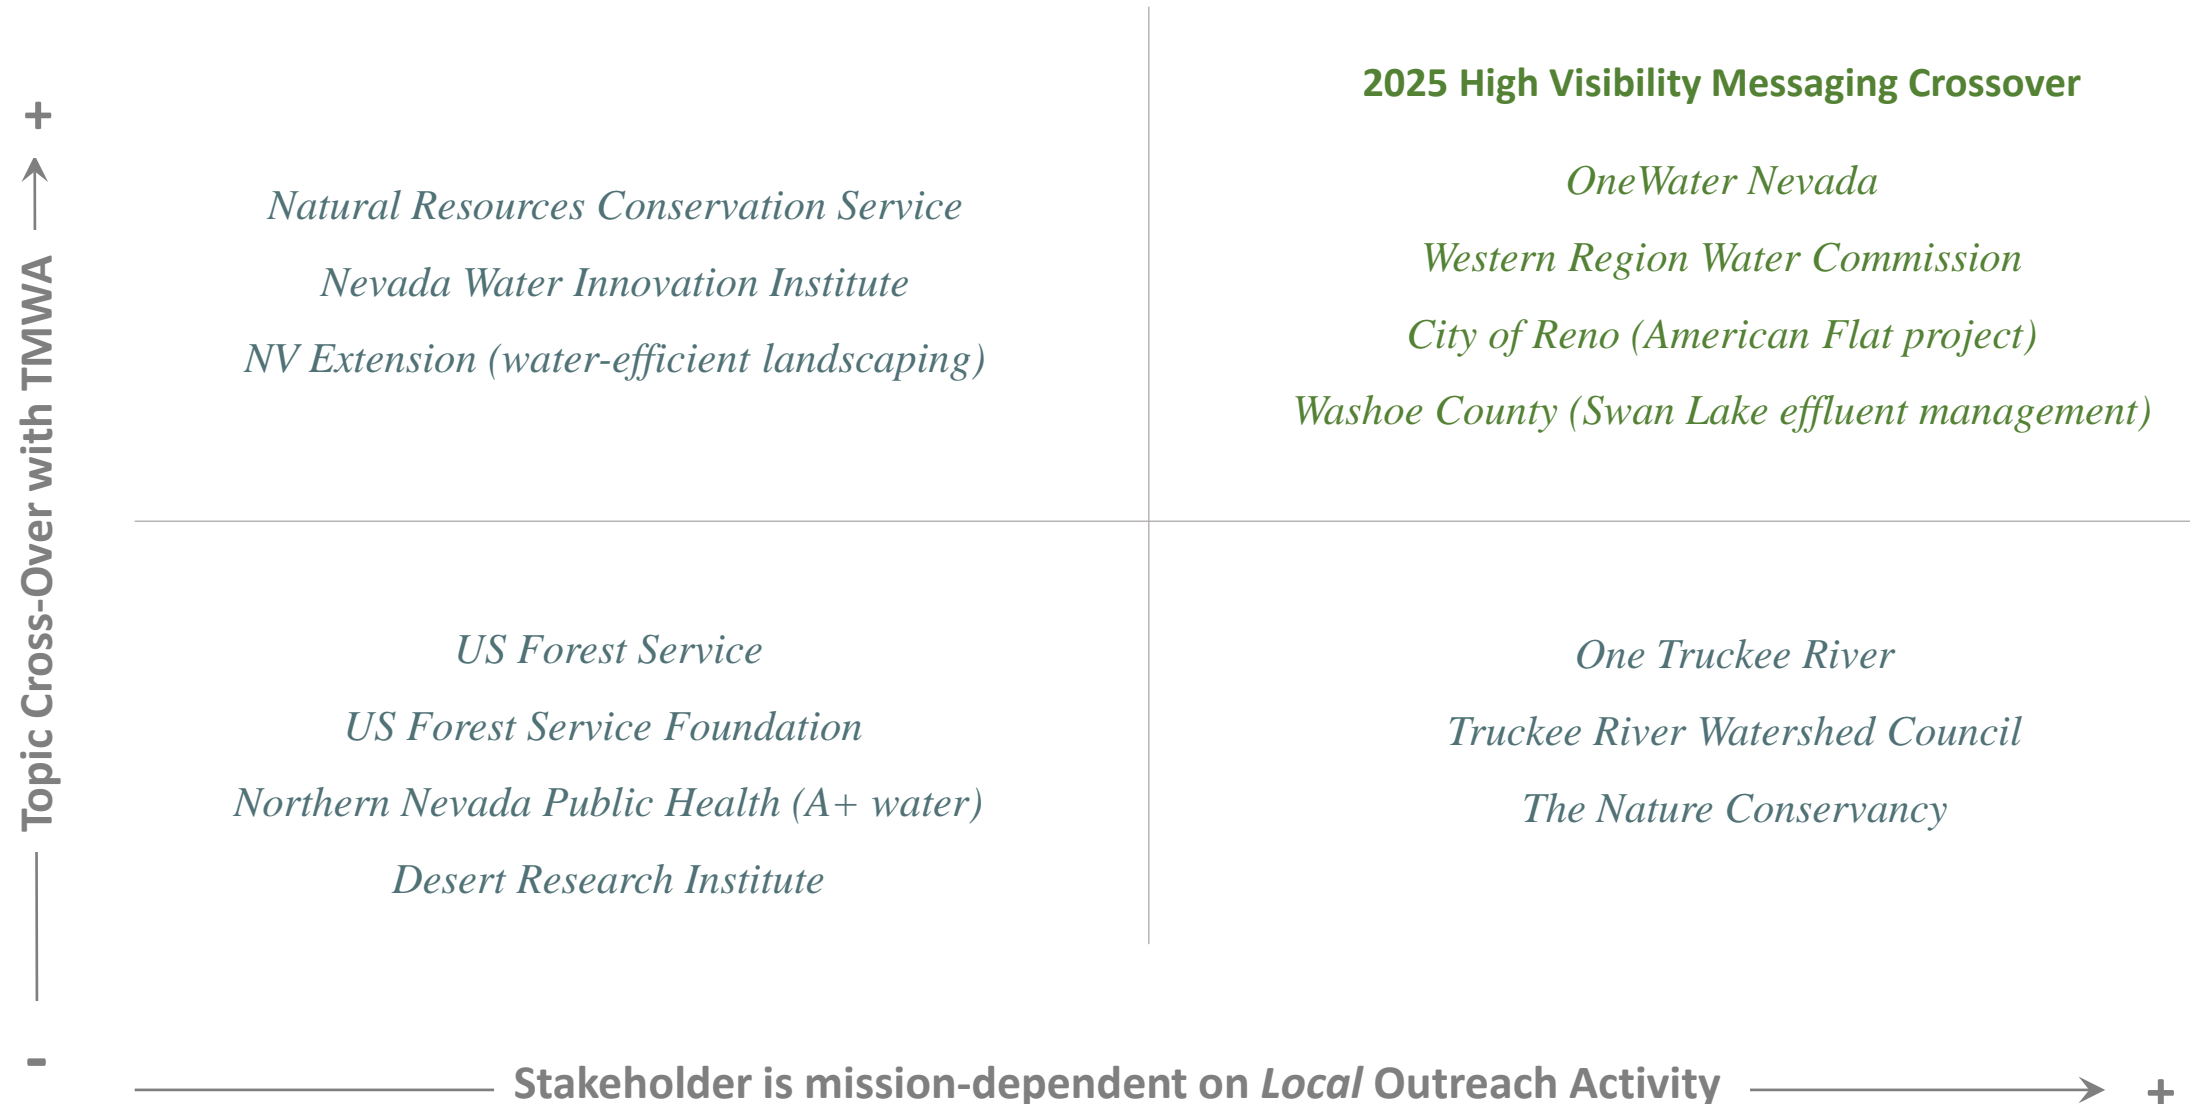 2025 High Visibility Messaging Crossover
Natural Resources Conservation Service
Nevada Water Innovation Institute
NV Extension (water-efficient landscaping)
OneWater Nevada
Western Region Water Commission
City of Reno (American Flat project)
Washoe County (Swan Lake effluent management)
US Forest Service
US Forest Service Foundation
Northern Nevada Public Health (A+ water)
Desert Research Institute
One Truckee River
Truckee River Watershed Council
The Nature Conservancy
+
Topic Cross-Over with TMWA
-
Stakeholder is mission-dependent on Local Outreach Activity
+